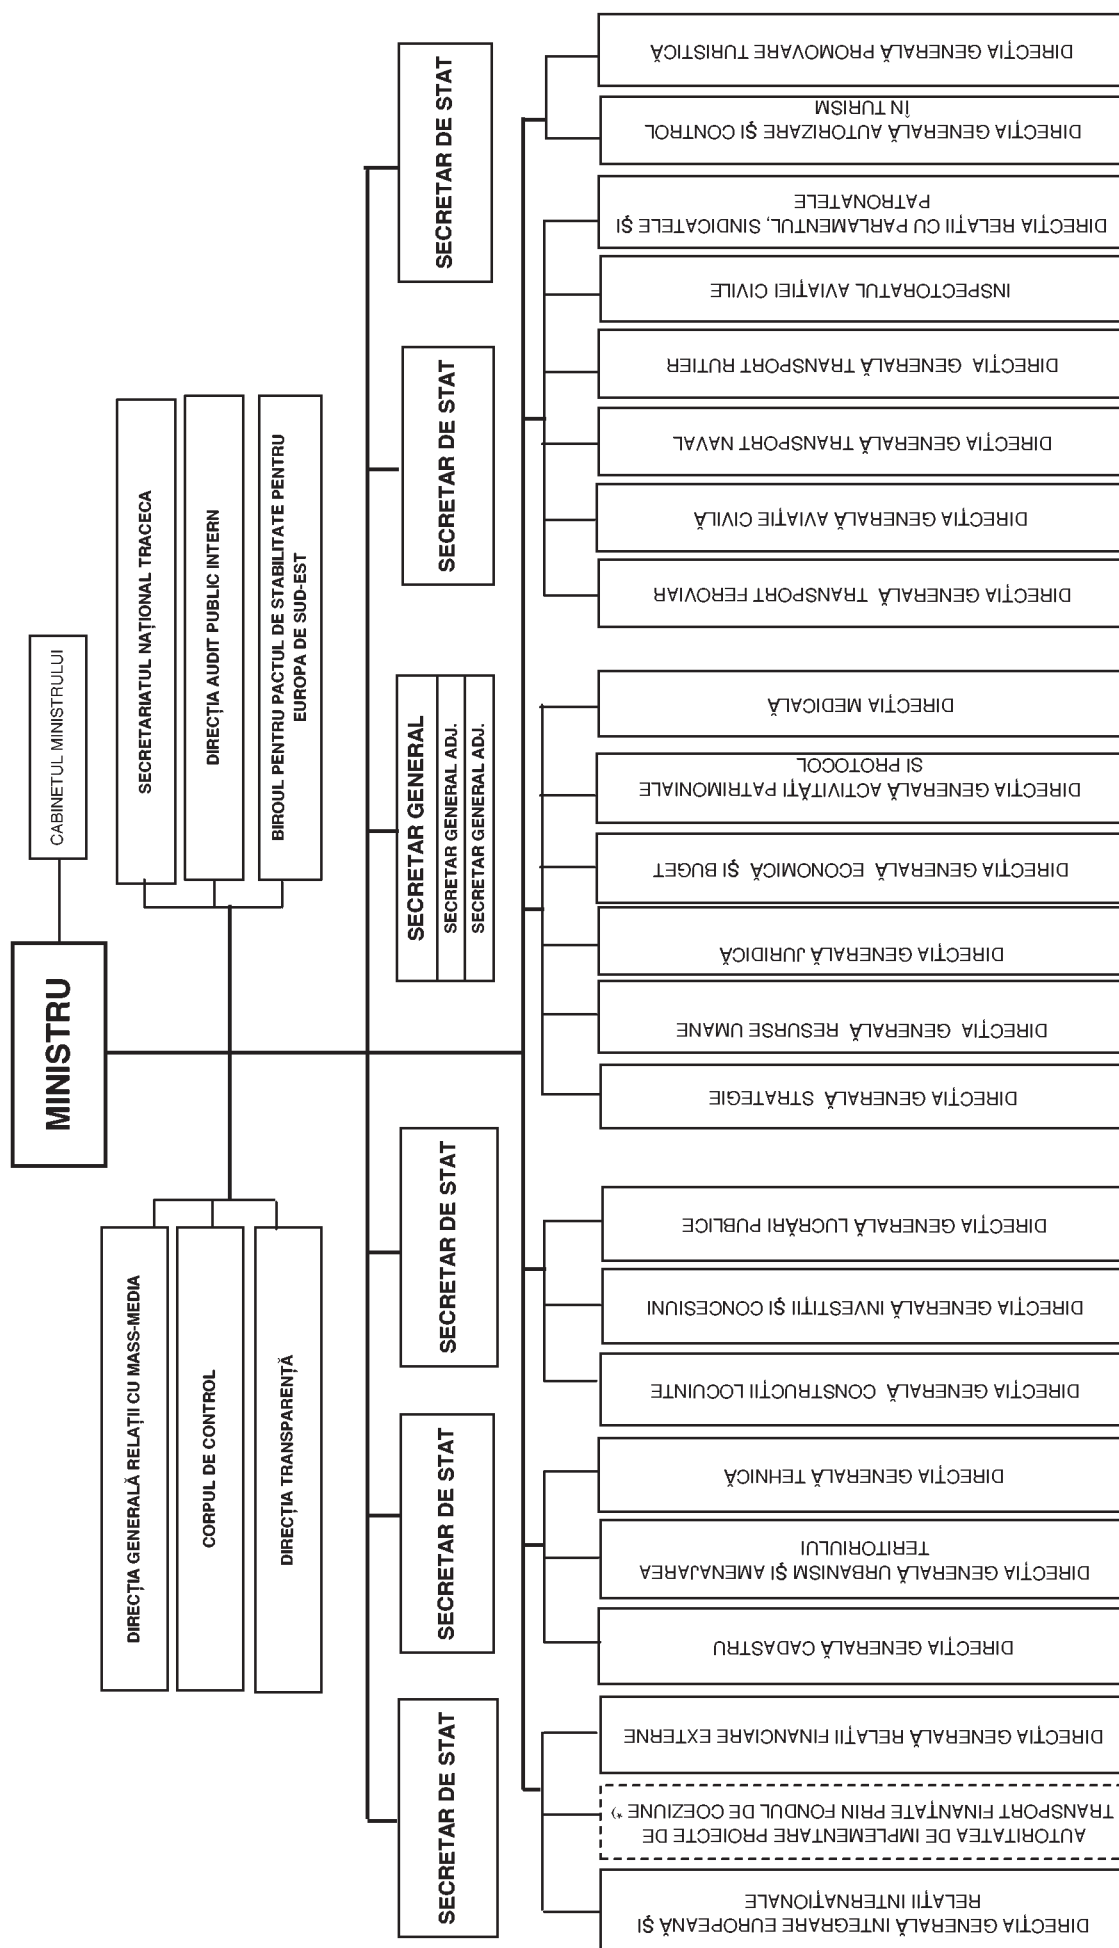 MINISTRU
CABINETUL MINISTRULUI
DIRECȚIA GENERALĂ RELAȚII CU MASS-MEDIA
CORPUL DE CONTROL
DIRECȚIA TRANSPARENȚĂ
SECRETARIATUL NAȚIONAL TRACECA
DIRECȚIA AUDIT PUBLIC INTERN
BIROUL PENTRU PACTUL DE STABILITATE PENTRU
EUROPA DE SUD-EST
SECRETAR DE STAT
SECRETAR DE STAT
SECRETAR DE STAT
SECRETAR GENERAL
SECRETAR GENERAL ADJ.
SECRETAR GENERAL ADJ.
SECRETAR DE STAT
SECRETAR DE STAT
DIRECȚIA GENERALĂ INTEGRARE EUROPEANĂ ȘI
RELAȚII INTERNAȚIONALE
AUTORITATEA DE IMPLEMENTARE PROIECTE DE
TRANSPORT FINANȚATE PRIN FONDUL DE COEZIUNE *)
DIRECȚIA GENERALĂ RELAȚII FINANCIARE EXTERNE
DIRECȚIA GENERALĂ CADASTRU
DIRECȚIA GENERALĂ URBANISM ȘI AMENAJAREA
TERITORIULUI
DIRECȚIA GENERALĂ TEHNICĂ
DIRECȚIA GENERALĂ CONSTRUCȚII LOCUINTE
DIRECȚIA GENERALĂ INVESTIȚII ȘI CONCESIUNI
DIRECȚIA GENERALĂ LUCRĂRI PUBLICE
DIRECȚIA GENERALĂ STRATEGIE
DIRECȚIA GENERALĂ RESURSE UMANE
DIRECȚIA GENERALĂ JURIDICĂ
DIRECȚIA GENERALĂ ECONOMICĂ ȘI BUGET
DIRECȚIA GENERALĂ ACTIVITĂȚI PATRIMONIALE
SI PROTOCOL
DIRECȚIA MEDICALĂ
DIRECȚIA GENERALĂ TRANSPORT FEROVIAR
DIRECȚIA GENERALĂ AVIAȚIE CIVILĂ
DIRECȚIA GENERALĂ TRANSPORT NAVAL
DIRECȚIA GENERALĂ TRANSPORT RUTIER
INSPECTORATUL AVIAȚIEI CIVILE
DIRECȚIA RELAȚII CU PARLAMENTUL, SINDICATELE ȘI
PATRONATELE
DIRECȚIA GENERALĂ AUTORIZARE ȘI CONTROL
ÎN TURISM
DIRECȚIA GENERALĂ PROMOVARE TURISTICĂ